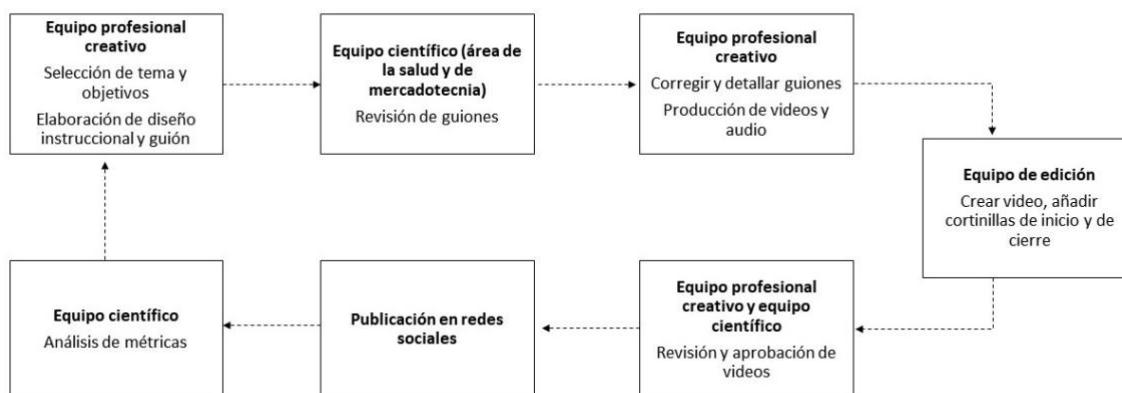 Equipo profesional
creativo
Selección de tema y
objetivos
Elaboración de diseño
instruccional y guión
Equipo científico (área de
la salud y de
mercadotecnia)
Revisión de guiones
Equipo profesional
creativo
Corregir y detallar guiones
Producción de videos y
audio
Equipo de edición
Crear video, añadir
cortinillas de inicio y de
cierre
Equipo profesional
creativo y equipo
científico
Revisión y aprobación de
videos
Publicación en redes
sociales
Equipo científico
Análisis de métricas